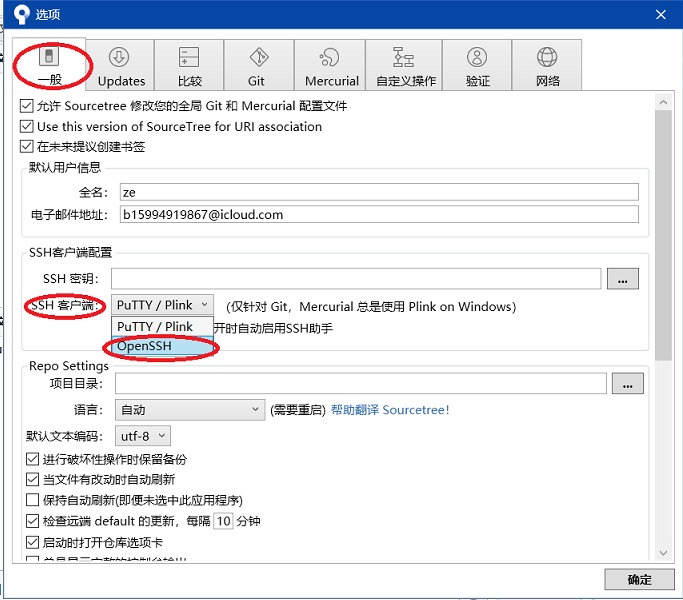 选项
一般 Updates 比较 Git Mercurial 自定义操作 验证 网络
允许 Sourcetree 修改您的全局 Git 和 Mercurial 配置文件
Use this version of SourceTree for URI association
在未来提议创建书签
默认用户信息
全名: ze
电子邮件地址: b15994919867@icloud.com
SSH客户端配置
SSH 密钥: ...
SSH 客户端: PuTTY / Plink (仅针对 Git，Mercurial 总是使用 Plink on Windows)
PuTTY / Plink 开时自动启用SSH助手
OpenSSH
Repo Settings
项目目录: ...
语言: 自动 (需要重启) 帮助翻译 Sourcetree!
默认文本编码: utf-8
进行破坏性操作时保留备份
当文件有改动时自动刷新
保持自动刷新(即便未选中此应用程序)
检查远端 default 的更新，每隔 10 分钟
启动时打开仓库选项卡
确定